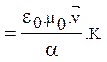 = ε₀.μ₀.v̄ / α .K